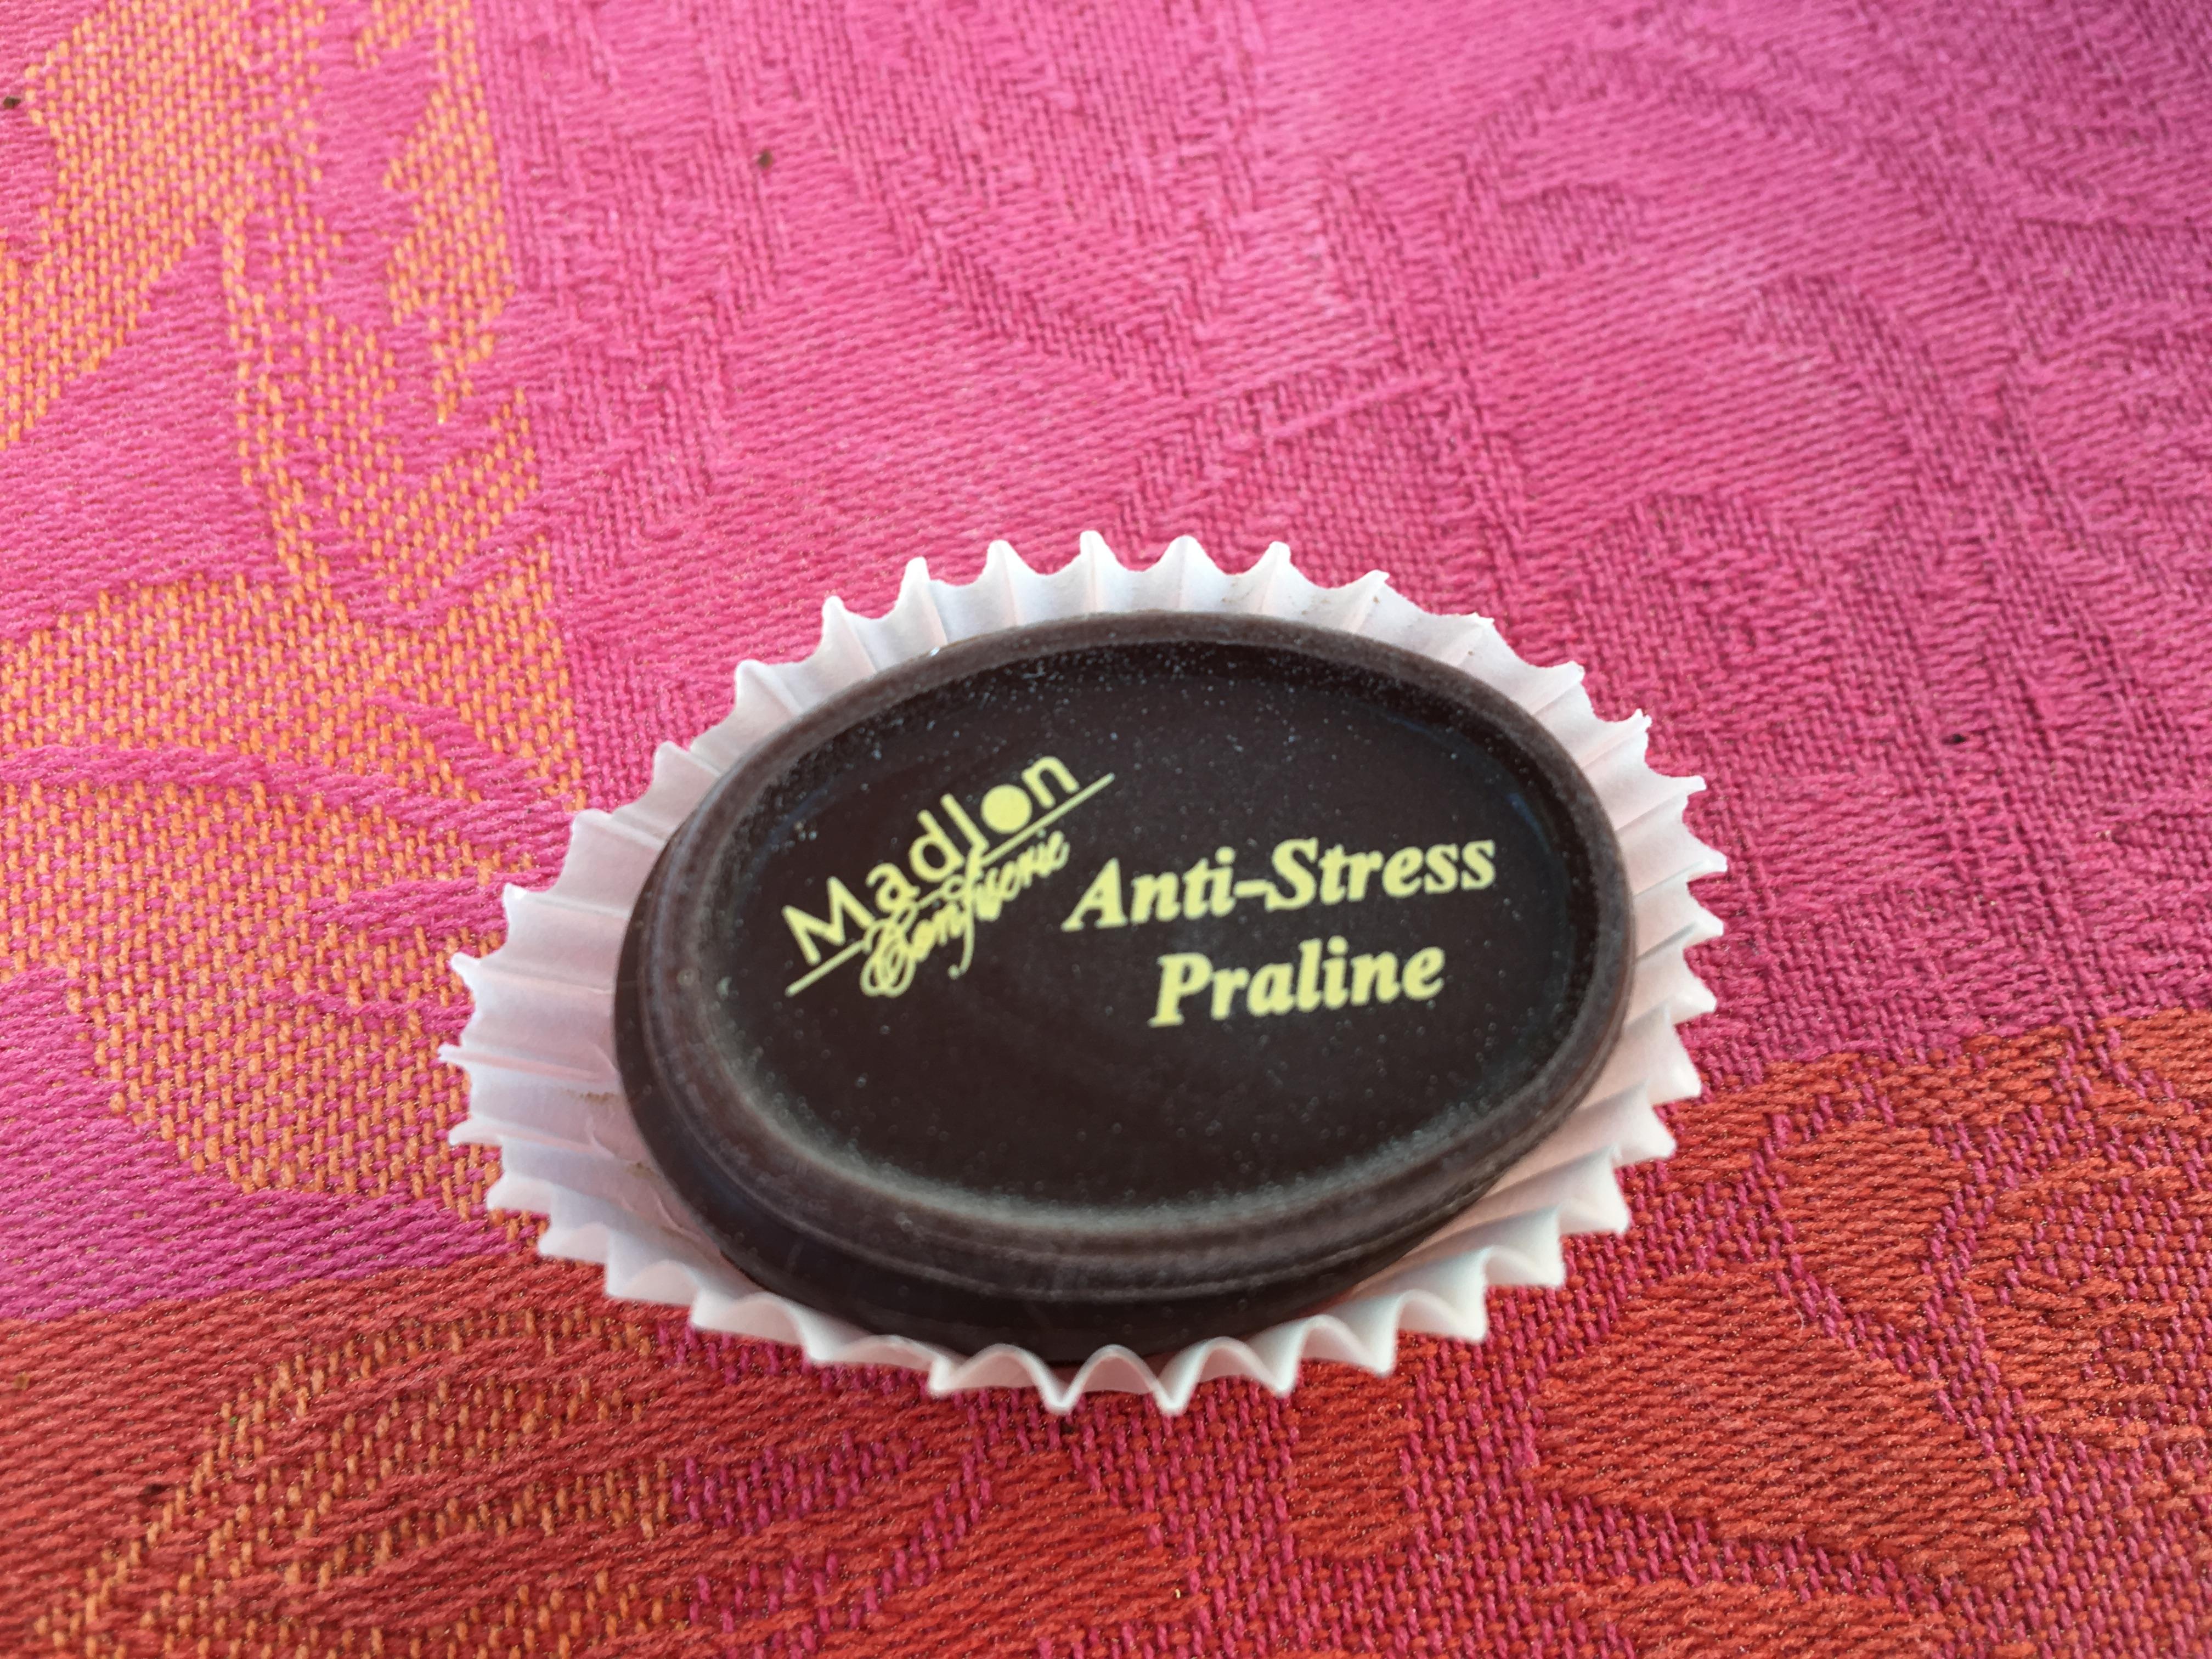 Madlon
Confiserie
Anti-Stress
Praline